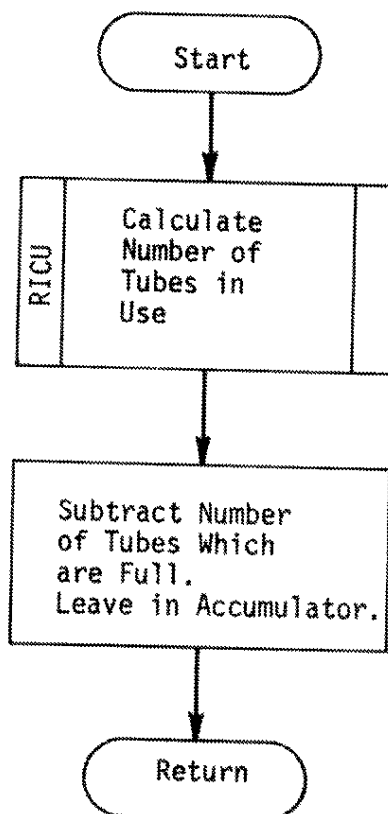 Start
RICU
Calculate
Number of
Tubes in
Use
Subtract Number
of Tubes Which
are Full.
Leave in Accumulator.
Return